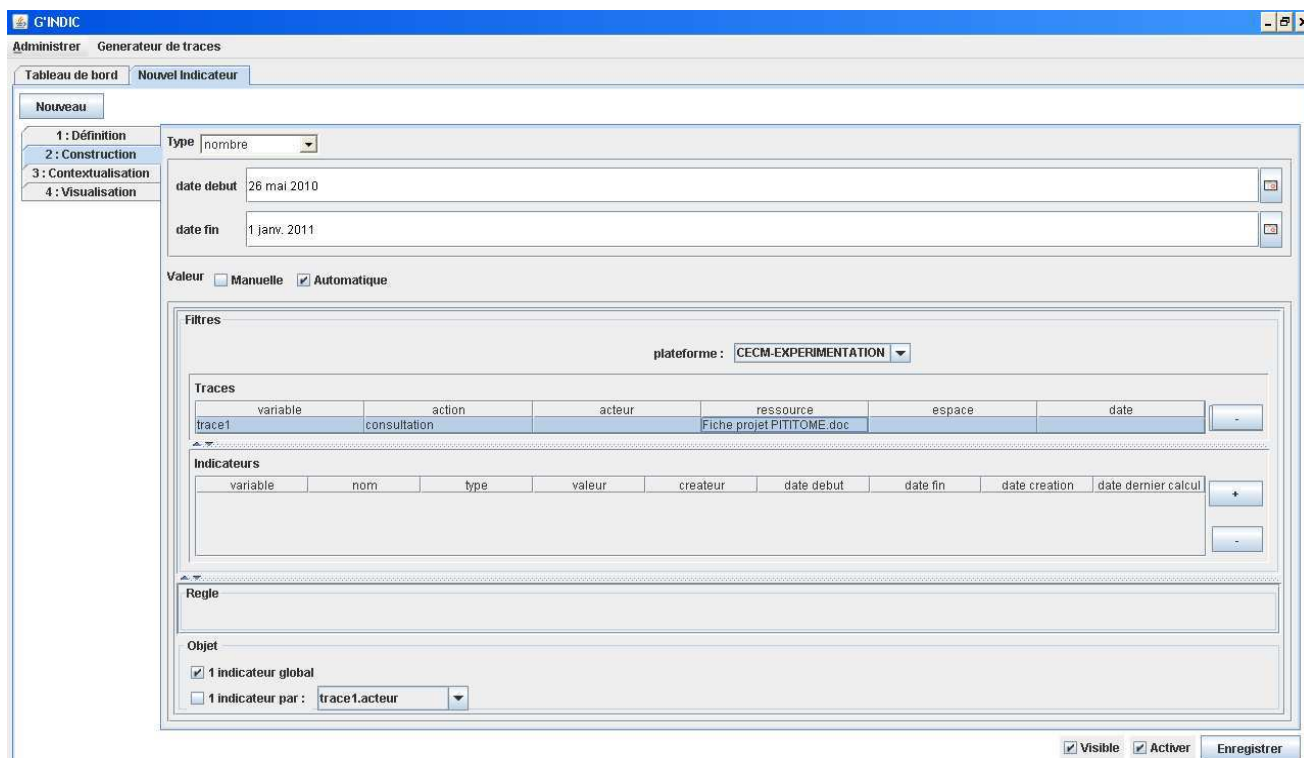 G'INDIC
Administrer Generateur de traces
Tableau de bord Nouvel Indicateur
Nouveau
1 : Définition
2 : Construction
3 : Contextualisation
4 : Visualisation
Type nombre
date debut 26 mai 2010
date fin 1 janv. 2011
Valeur Manuelle Automatique
Filtres
plateforme : CECM-EXPERIMENTATION
Traces
variable action acteur ressource espace date
trace1 consultation Fiche projet PITITOME.doc
-
Indicateurs
variable nom type valeur createur date debut date fin date creation date dernier calcul
+
-
Regle
Objet
1 indicateur global
1 indicateur par : trace1.acteur
Visible Activer Enregistrer